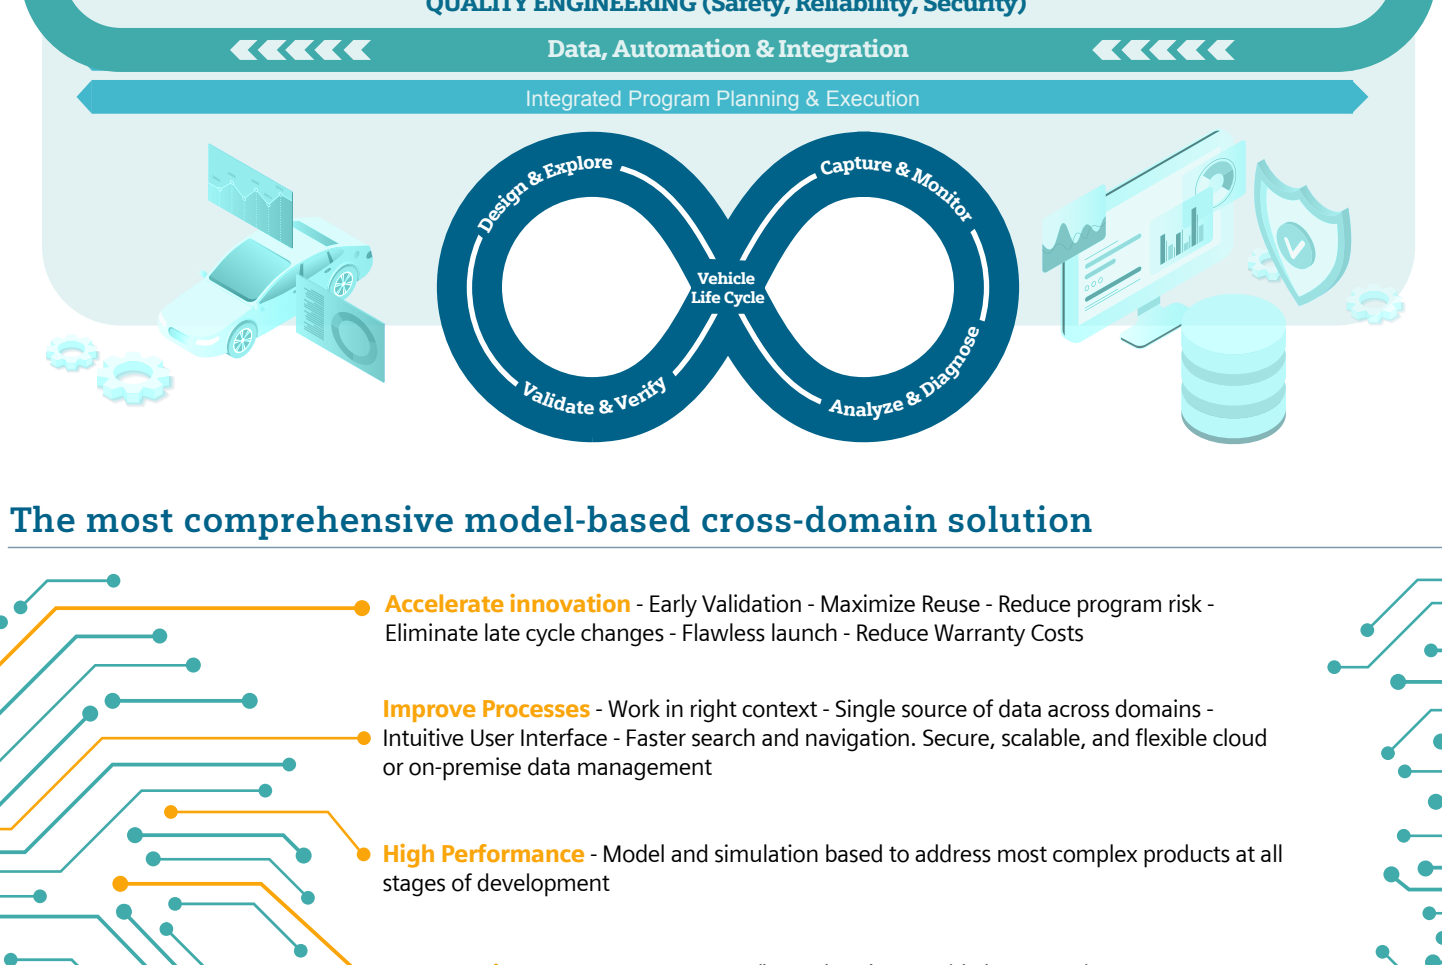 QUALITY ENGINEERING (Safety, Reliability, Security)
Data, Automation & Integration
Integrated Program Planning & Execution
Design & Explore
Capture & Monitor
Vehicle
Life Cycle
Validate & Verify
Analyze & Diagnose
The most comprehensive model-based cross-domain solution
Accelerate innovation - Early Validation - Maximize Reuse - Reduce program risk -
Eliminate late cycle changes - Flawless launch - Reduce Warranty Costs
Improve Processes - Work in right context - Single source of data across domains -
Intuitive User Interface - Faster search and navigation. Secure, scalable, and flexible cloud
or on-premise data management
High Performance - Model and simulation based to address most complex products at all
stages of development